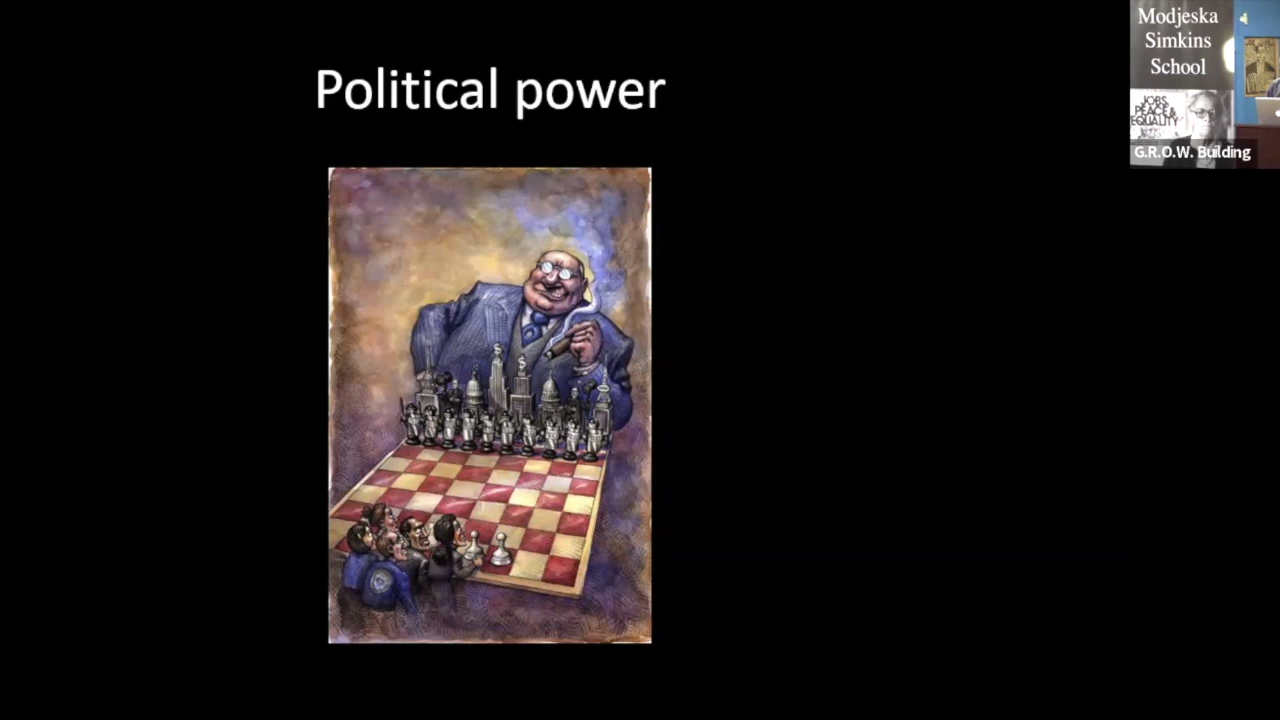 Political power
Modjeska
Simkins
School
JOBS
PEACE &
EQUALITY
G.R.O.W. Building